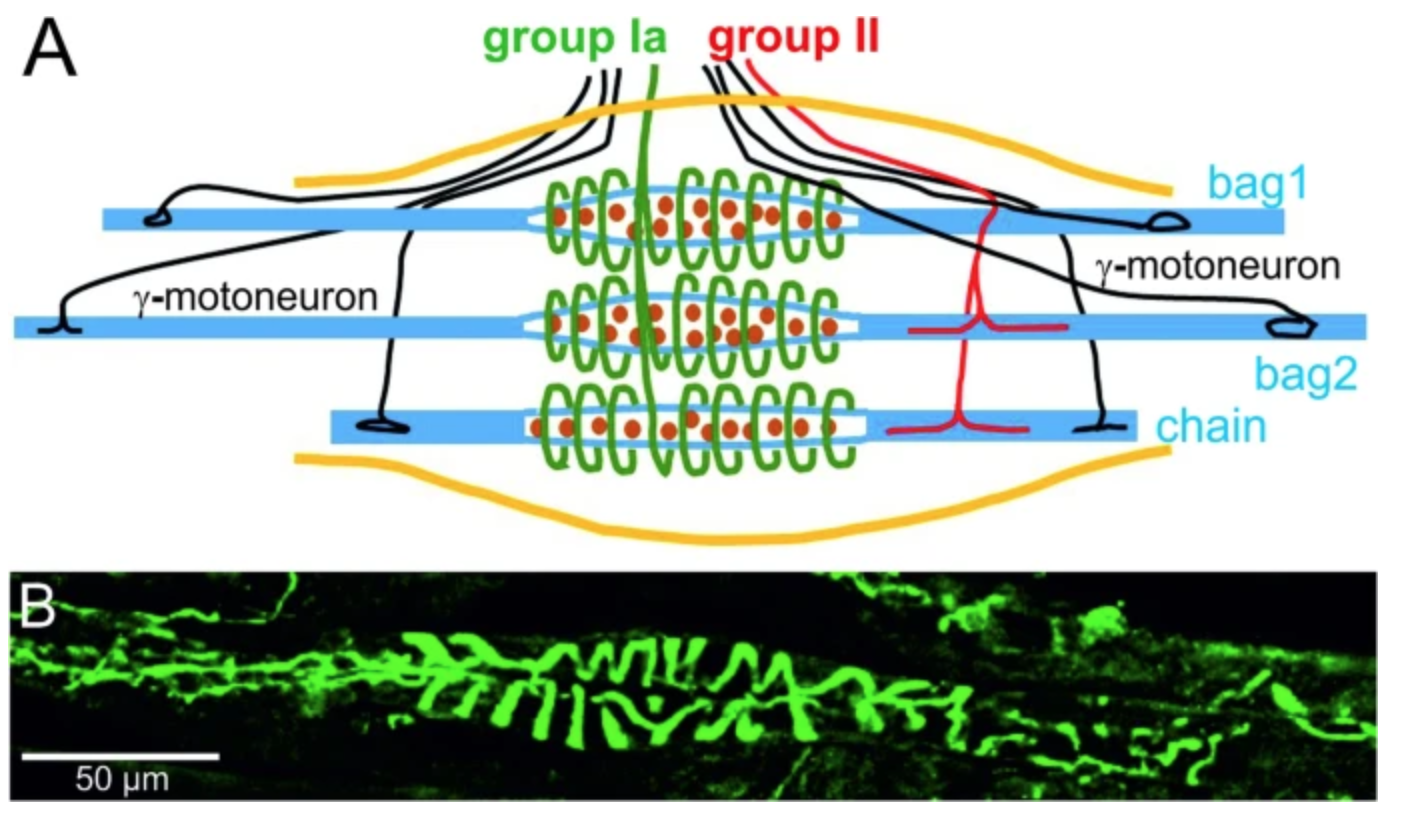 A
group Ia
group II
bag1
γ-motoneuron
γ-motoneuron
bag2
chain
B
50 µm